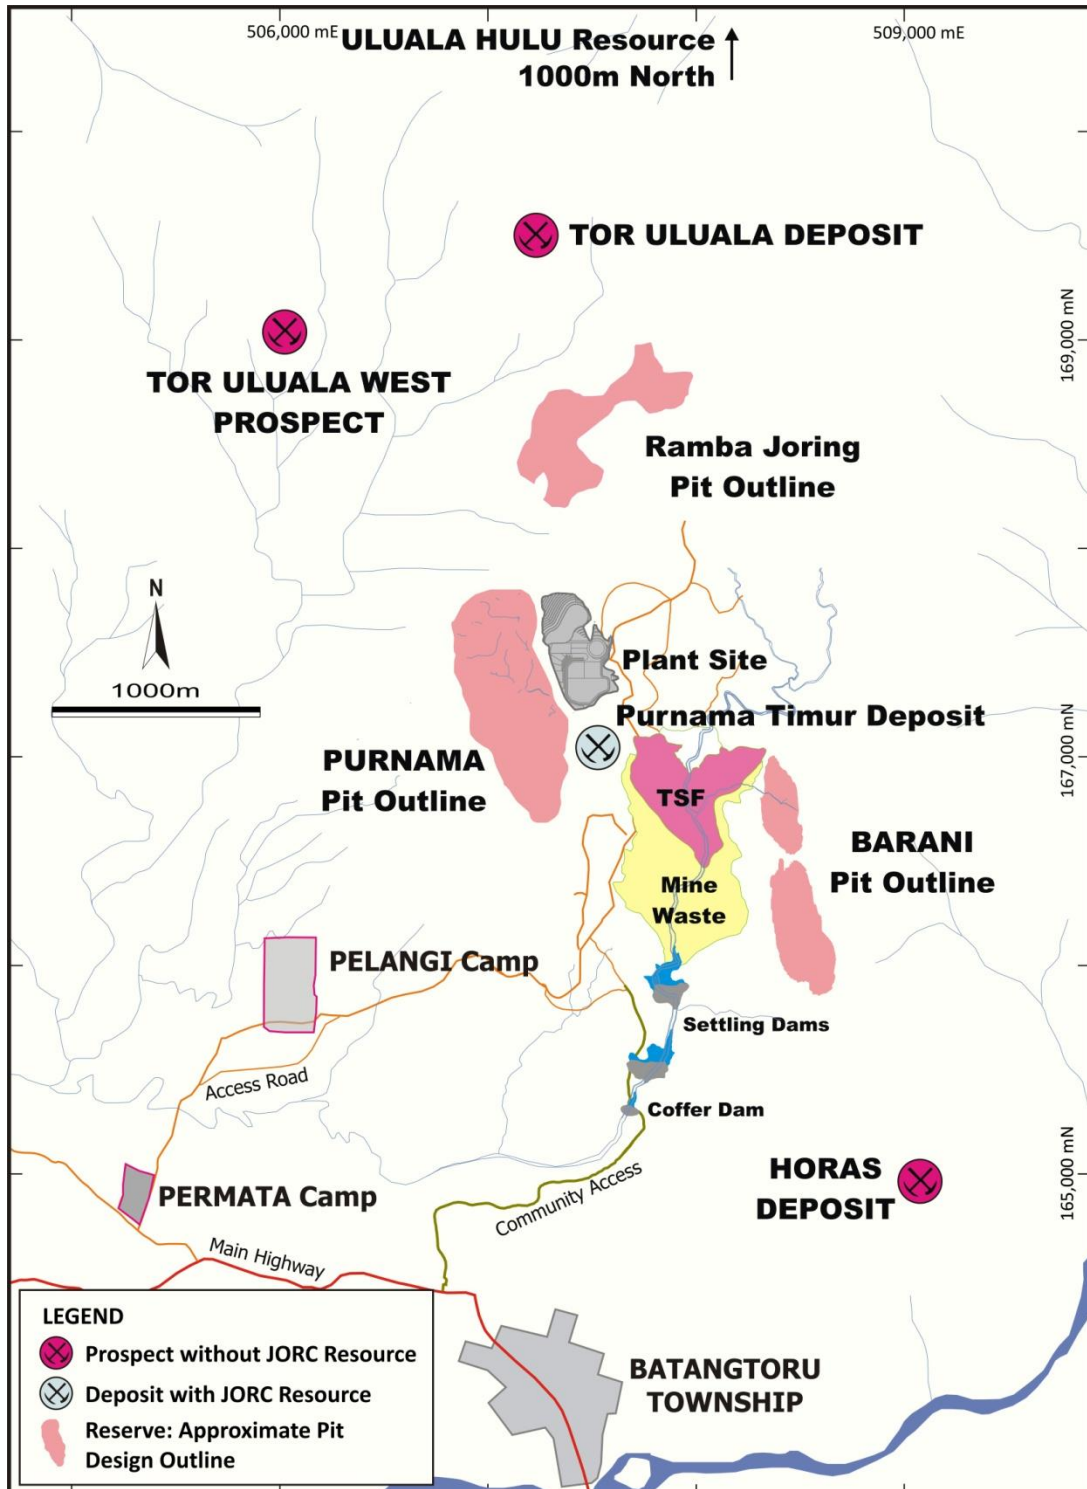 506,000 mE
509,000 mE
ULUALA HULU Resource
1000m North
TOR ULUALA DEPOSIT
169,000 mN
TOR ULUALA WEST
PROSPECT
Ramba Joring
Pit Outline
N
1000m
Plant Site
Purnama Timur Deposit
PURNAMA
Pit Outline
167,000 mN
TSF
BARANI
Pit Outline
Mine
Waste
PELANGI Camp
Settling Dams
Access Road
Coffer Dam
165,000 mN
HORAS
DEPOSIT
PERMATA Camp
Community Access
Main Highway
LEGEND
Prospect without JORC Resource
Deposit with JORC Resource
Reserve: Approximate Pit
Design Outline
BATANGTORU
TOWNSHIP